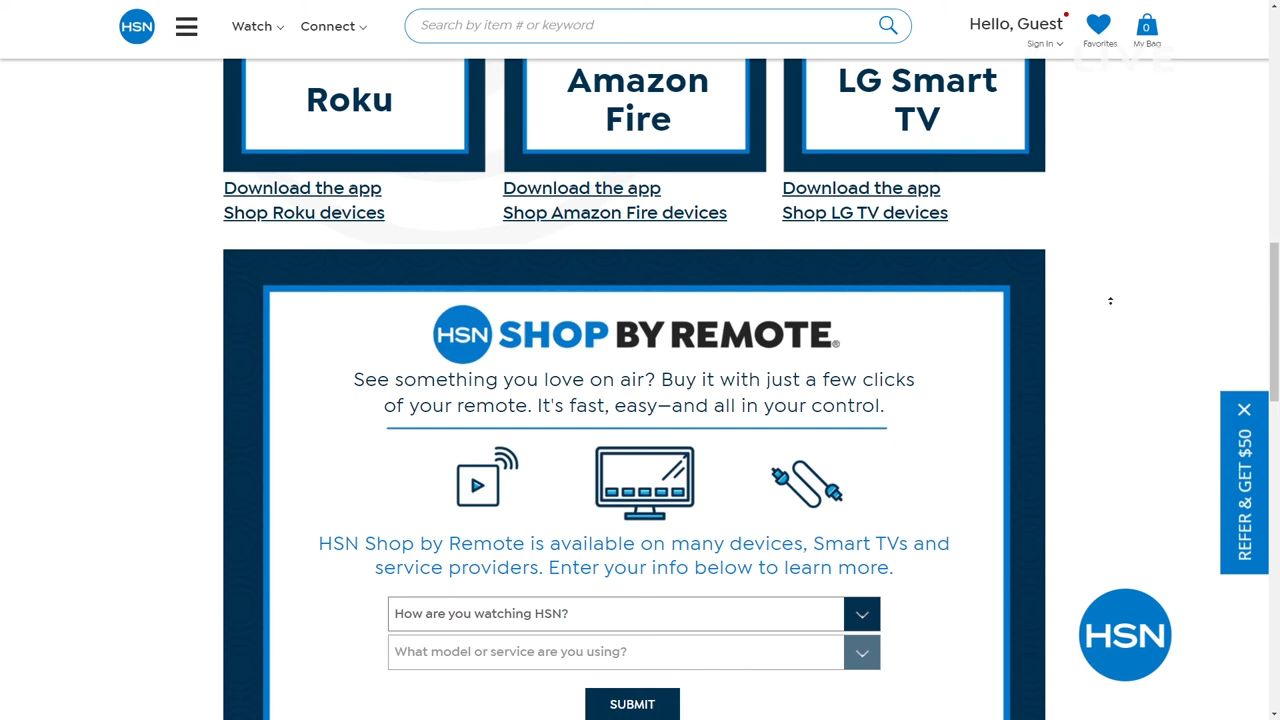 HSN
Watch
Connect
Search by item # or keyword
Hello, Guest
Sign In
Favorites
0
My Bag
LIVE
Roku
Amazon
Fire
LG Smart
TV
Download the app
Shop Roku devices
Download the app
Shop Amazon Fire devices
Download the app
Shop LG TV devices
HSN SHOP BY REMOTE®
See something you love on air? Buy it with just a few clicks
of your remote. It's fast, easy—and all in your control.
HSN Shop by Remote is available on many devices, Smart TVs and
service providers. Enter your info below to learn more.
How are you watching HSN?
What model or service are you using?
SUBMIT
REFER & GET $50
HSN